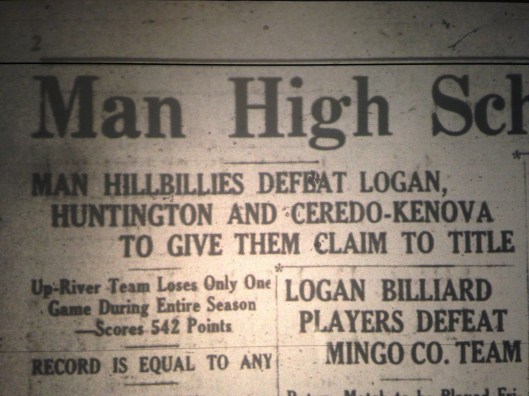 2
Man High Sch
MAN HILLBILLIES DEFEAT LOGAN,
HUNTINGTON AND CEREDO-KENOVA
TO GIVE THEM CLAIM TO TITLE
Up-River Team Loses Only One
Game During Entire Season
—Scores 542 Points
RECORD IS EQUAL TO ANY
LOGAN BILLIARD
PLAYERS DEFEAT
MINGO CO. TEAM